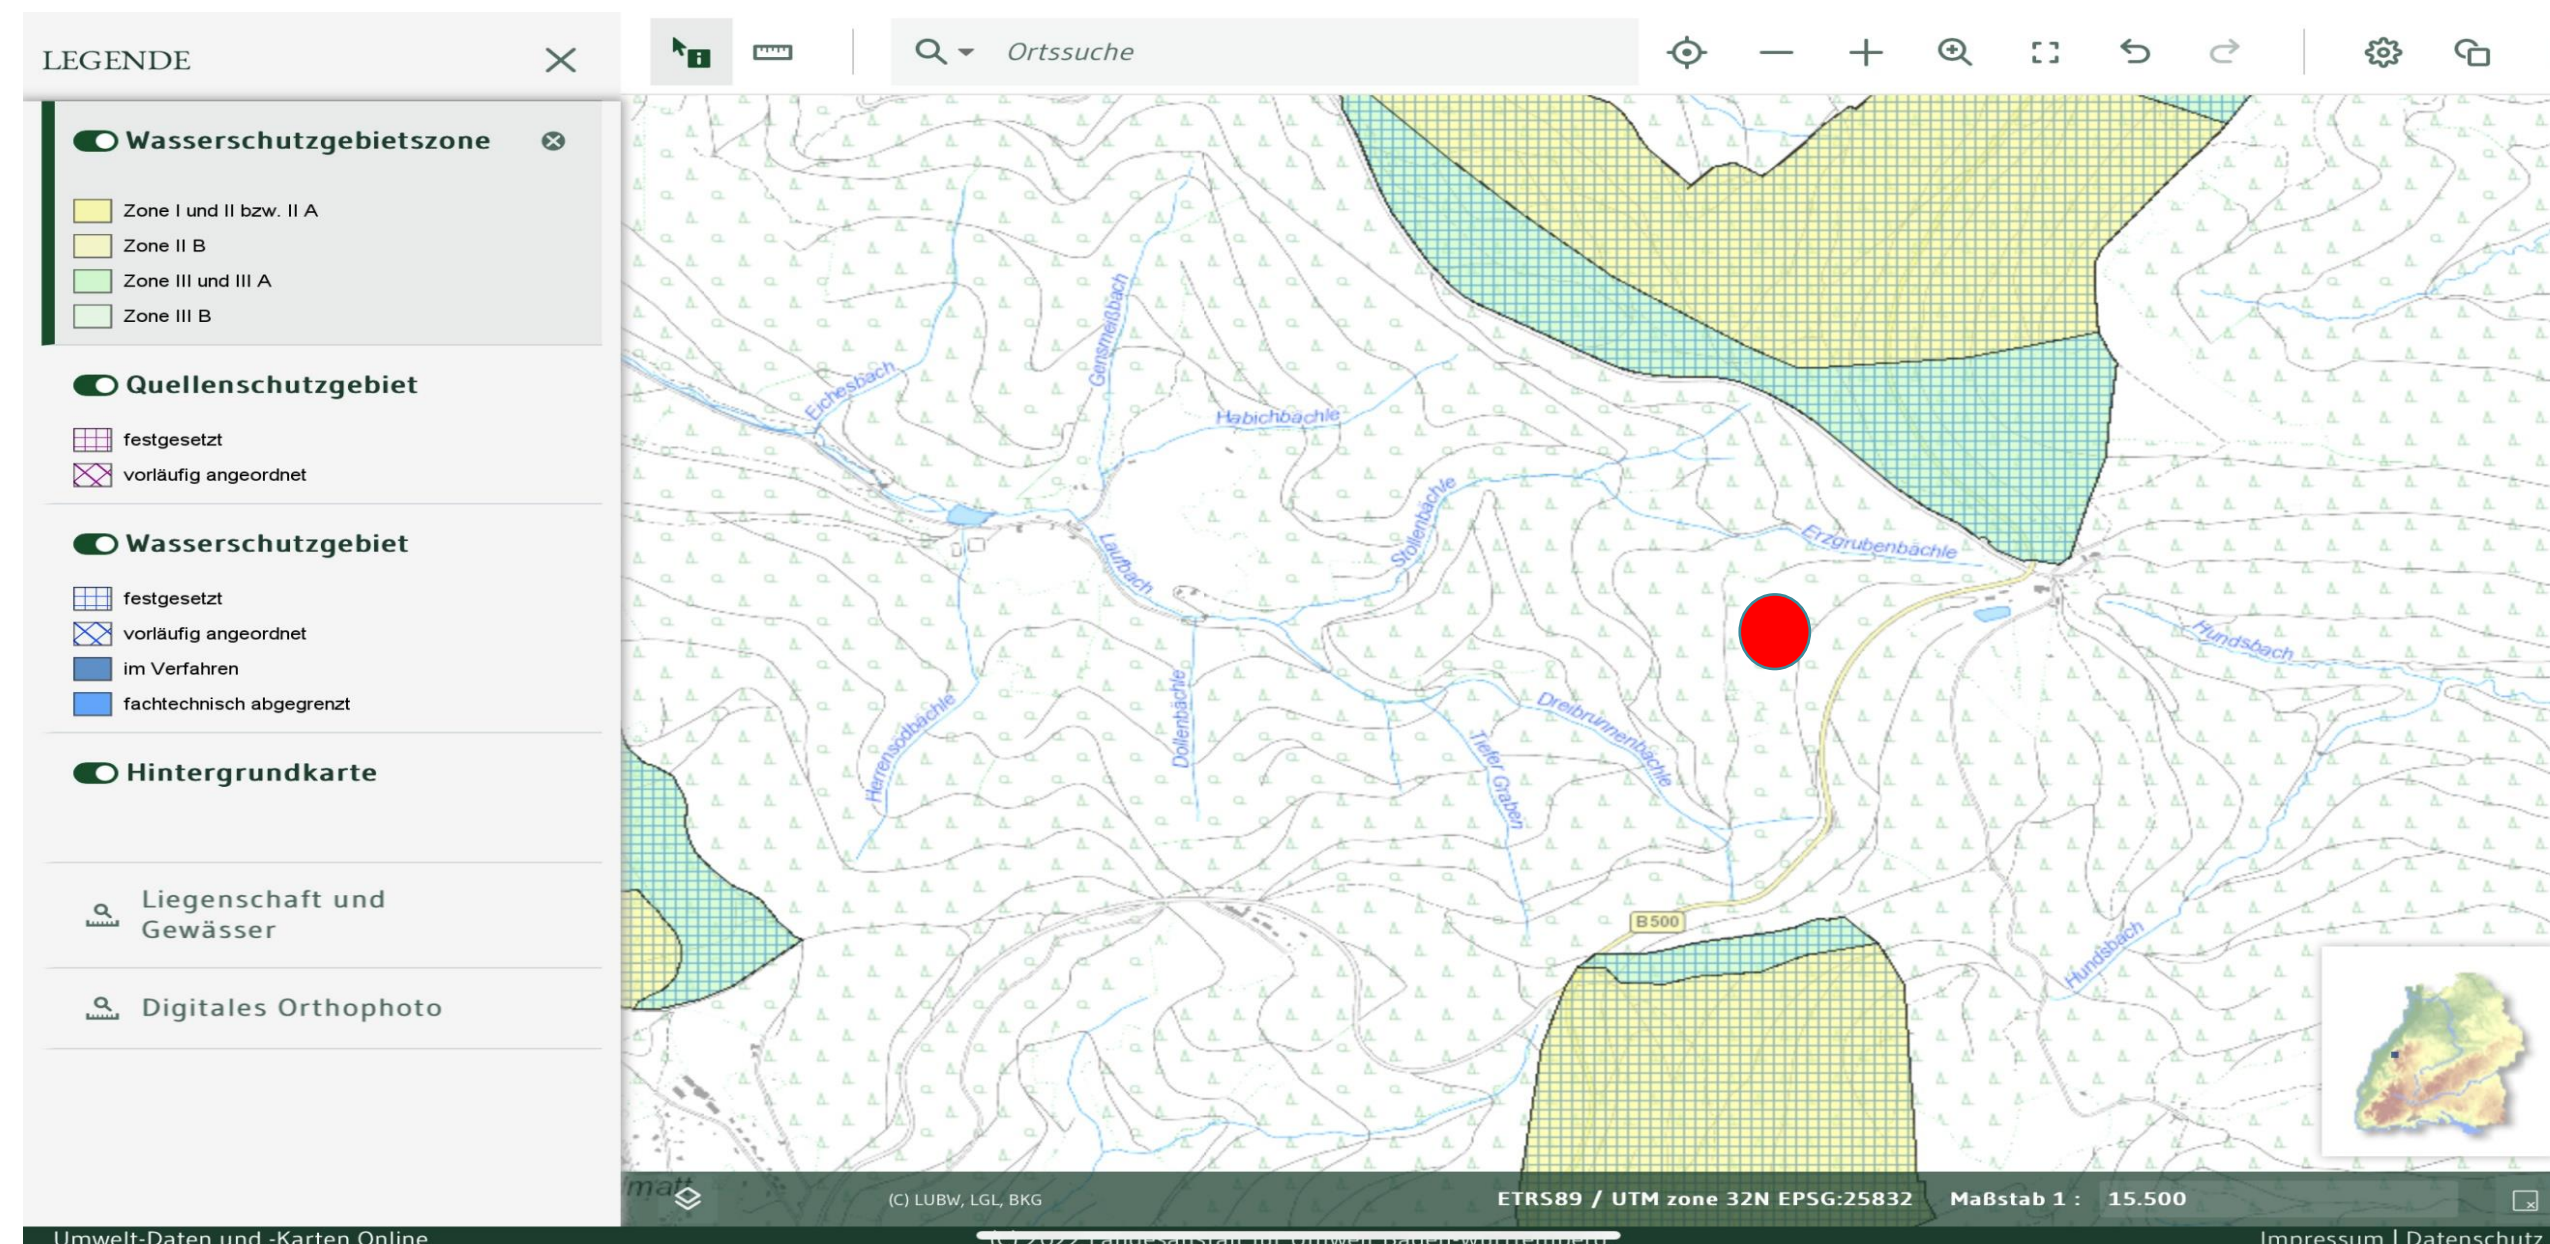 LEGENDE
Ortssuche
Wasserschutzgebietszone
Zone I und II bzw. II A
Zone II B
Zone III und III A
Zone III B
Quellenschutzgebiet
festgesetzt
vorläufig angeordnet
Wasserschutzgebiet
festgesetzt
vorläufig angeordnet
im Verfahren
fachtechnisch abgegrenzt
Hintergrundkarte
Liegenschaft und
Gewässer
Digitales Orthophoto
Eichesbach
Gensmeißbach
Habichbächle
Stollenbächle
Erzgrubenbächle
Laufbach
Hundsbach
Dollenbächle
Herrensodbächle
Dreibrunnenbächle
Tiefer Graben
B500
Hundsbach
matt
(C) LUBW, LGL, BKG
ETRS89 / UTM zone 32N EPSG:25832
Maßstab 1 : 15.500
Umwelt-Daten und -Karten Online
Impressum | Datenschutz